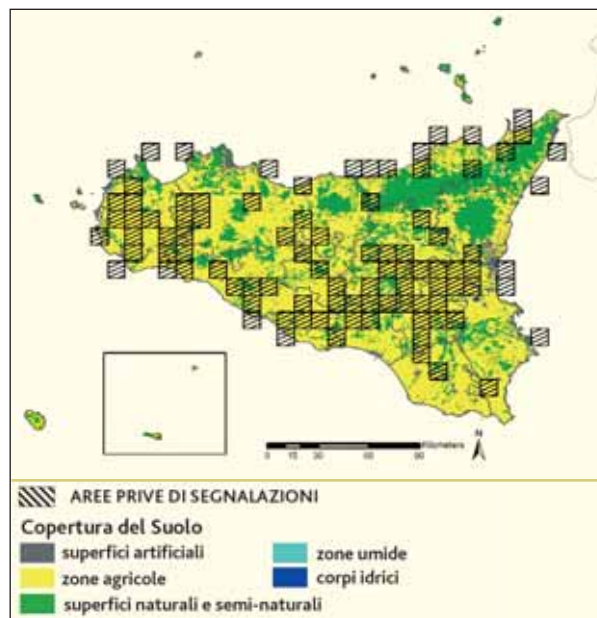 N
0 15 30 60 90
Kilometers
AREE PRIVE DI SEGNALAZIONI
Copertura del Suolo
superfici artificiali
zone umide
zone agricole
corpi idrici
superfici naturali e semi-naturali